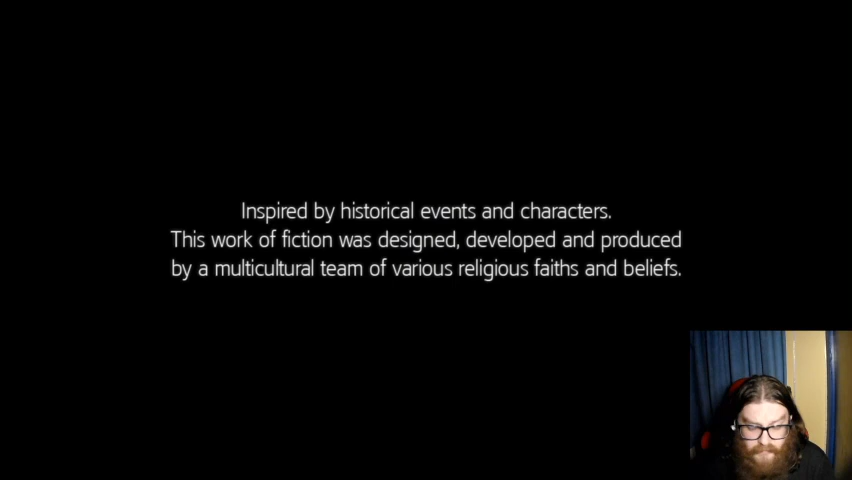 Inspired by historical events and characters.
This work of fiction was designed, developed and produced
by a multicultural team of various religious faiths and beliefs.